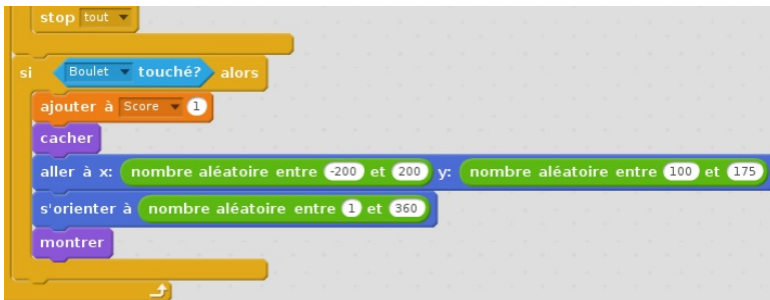 stop tout
si Boulet touché? alors
ajouter à Score 1
cacher
aller à x: nombre aléatoire entre -200 et 200 y: nombre aléatoire entre 100 et 175
s'orienter à nombre aléatoire entre 1 et 360
montrer